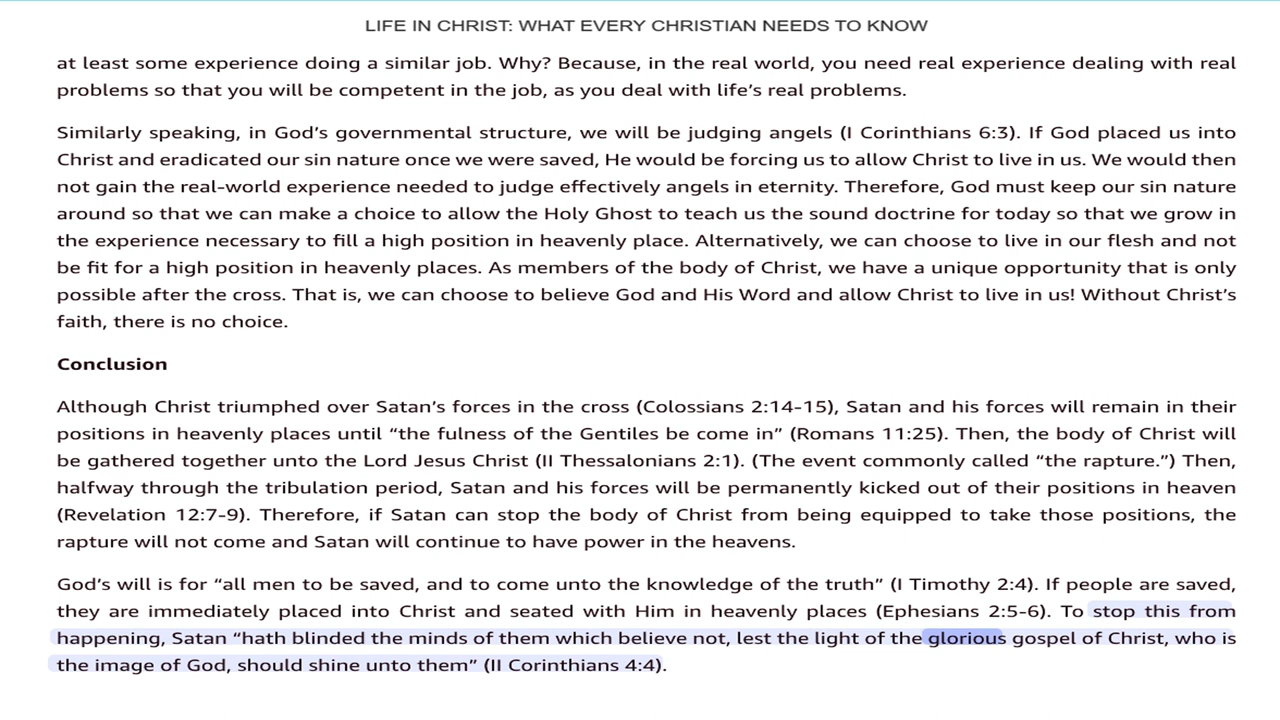 LIFE IN CHRIST: WHAT EVERY CHRISTIAN NEEDS TO KNOW
at least some experience doing a similar job. Why? Because, in the real world, you need real experience dealing with real
problems so that you will be competent in the job, as you deal with life's real problems.
Similarly speaking, in God's governmental structure, we will be judging angels (I Corinthians 6:3). If God placed us into
Christ and eradicated our sin nature once we were saved, He would be forcing us to allow Christ to live in us. We would then
not gain the real-world experience needed to judge effectively angels in eternity. Therefore, God must keep our sin nature
around so that we can make a choice to allow the Holy Ghost to teach us the sound doctrine for today so that we grow in
the experience necessary to fill a high position in heavenly place. Alternatively, we can choose to live in our flesh and not
be fit for a high position in heavenly places. As members of the body of Christ, we have a unique opportunity that is only
possible after the cross. That is, we can choose to believe God and His Word and allow Christ to live in us! Without Christ's
faith, there is no choice.
Conclusion
Although Christ triumphed over Satan's forces in the cross (Colossians 2:14-15), Satan and his forces will remain in their
positions in heavenly places until “the fulness of the Gentiles be come in” (Romans 11:25). Then, the body of Christ will
be gathered together unto the Lord Jesus Christ (II Thessalonians 2:1). (The event commonly called “the rapture.”) Then,
halfway through the tribulation period, Satan and his forces will be permanently kicked out of their positions in heaven
(Revelation 12:7-9). Therefore, if Satan can stop the body of Christ from being equipped to take those positions, the
rapture will not come and Satan will continue to have power in the heavens.
God's will is for “all men to be saved, and to come unto the knowledge of the truth” (I Timothy 2:4). If people are saved,
they are immediately placed into Christ and seated with Him in heavenly places (Ephesians 2:5-6). To stop this from
happening, Satan “hath blinded the minds of them which believe not, lest the light of the glorious gospel of Christ, who is
the image of God, should shine unto them” (II Corinthians 4:4).